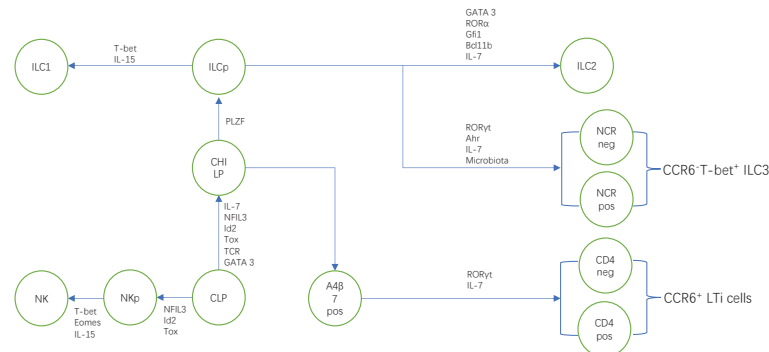 GATA 3
RORα
Gfi1
Bcl11b
IL-7
T-bet
IL-15
ILC1
ILCp
ILC2
PLZF
RORγt
Ahr
IL-7
Microbiota
NCR
neg
NCR
pos
CCR6⁻T-bet⁺ ILC3
CHI
LP
IL-7
NFIL3
Id2
Tox
TCR
GATA 3
NK
NKp
CLP
T-bet
Eomes
IL-15
NFIL3
Id2
Tox
A4β
7
pos
RORγt
IL-7
CD4
neg
CD4
pos
CCR6⁺ LTi cells